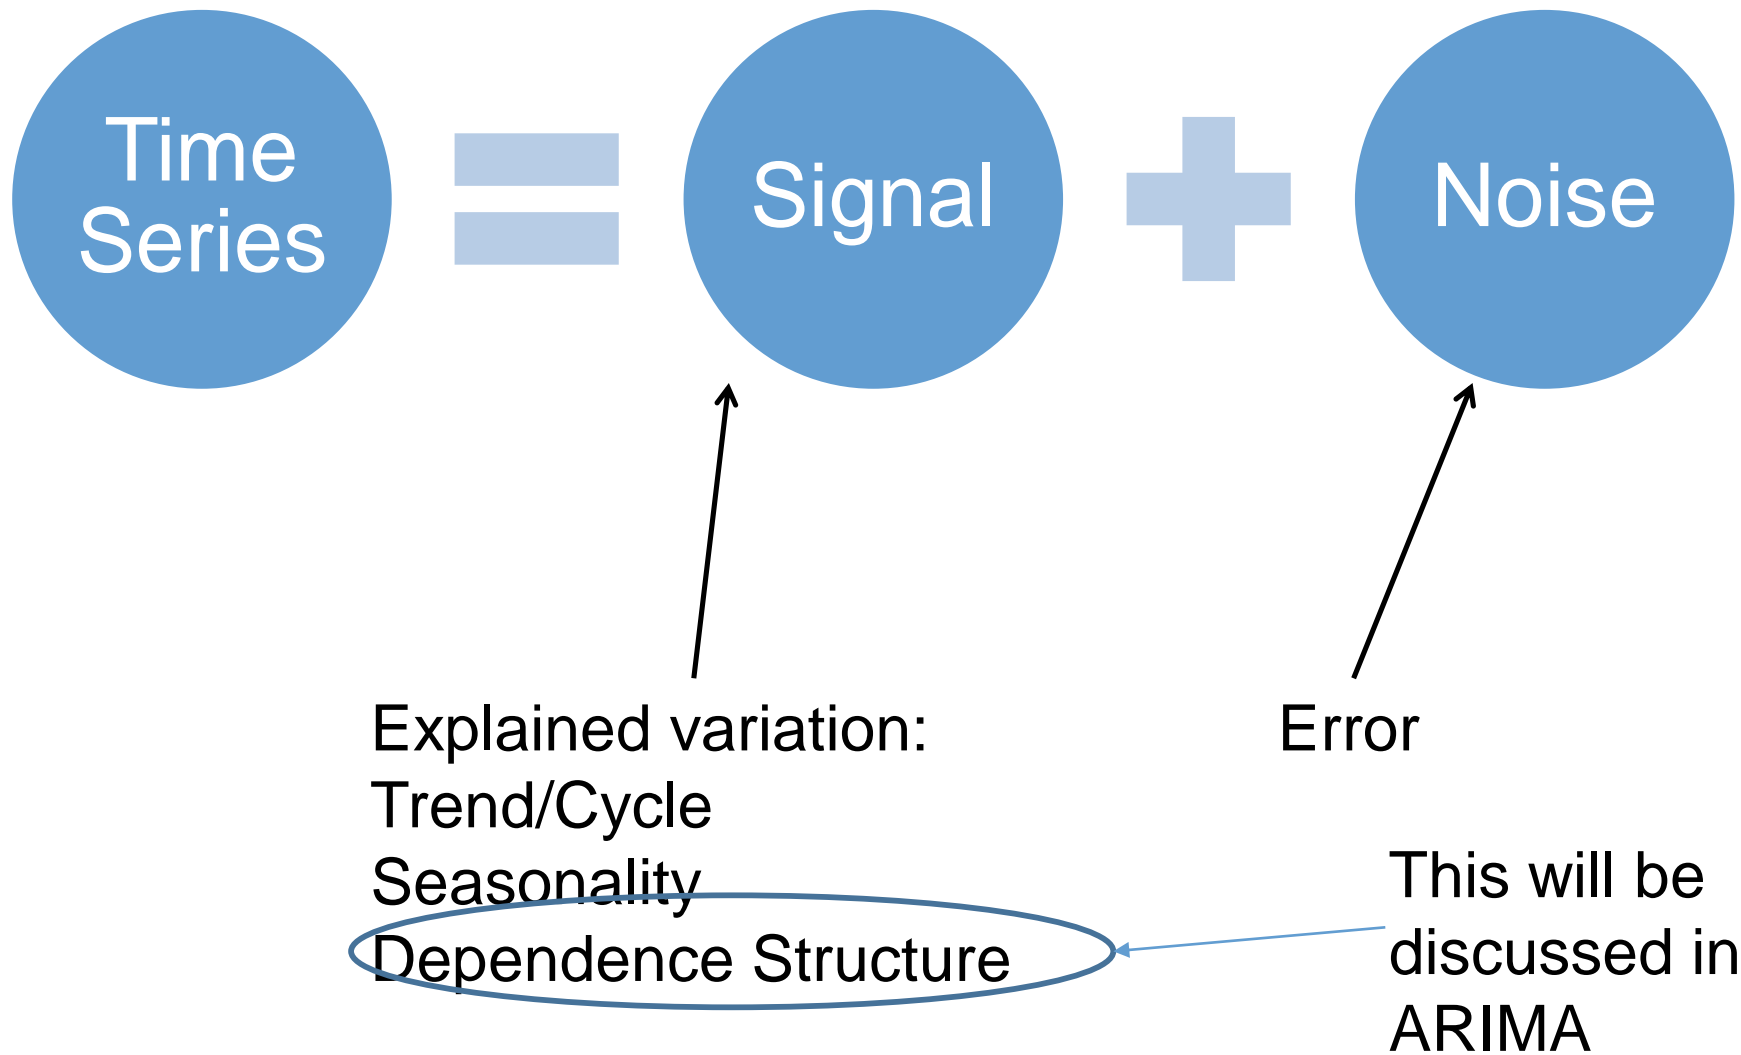 Time
Series
Signal
Noise
Explained variation:
Trend/Cycle
Seasonality
Dependence Structure
Error
This will be
discussed in
ARIMA